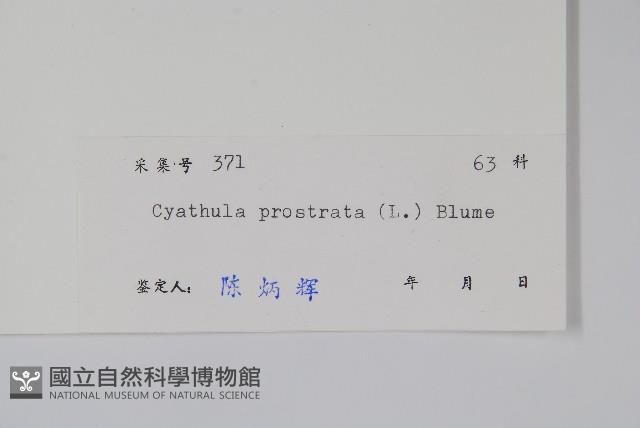 采集号 371 63 科
Cyathula prostrata (L.) Blume
鉴定人: 陈炳辉 年 月 日
國立自然科學博物館
NATIONAL MUSEUM OF NATURAL SCIENCE